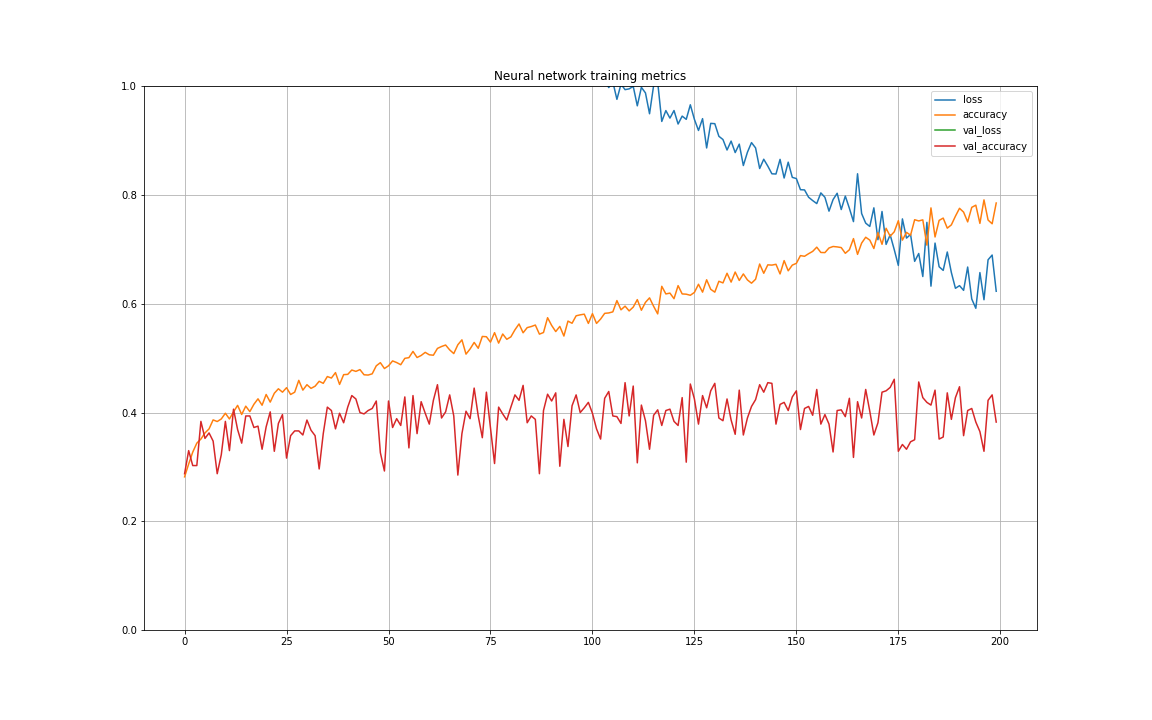 Neural network training metrics
1.0
0.8
0.6
0.4
0.2
0.0
loss
accuracy
val_loss
val_accuracy
0 25 50 75 100 125 150 175 200